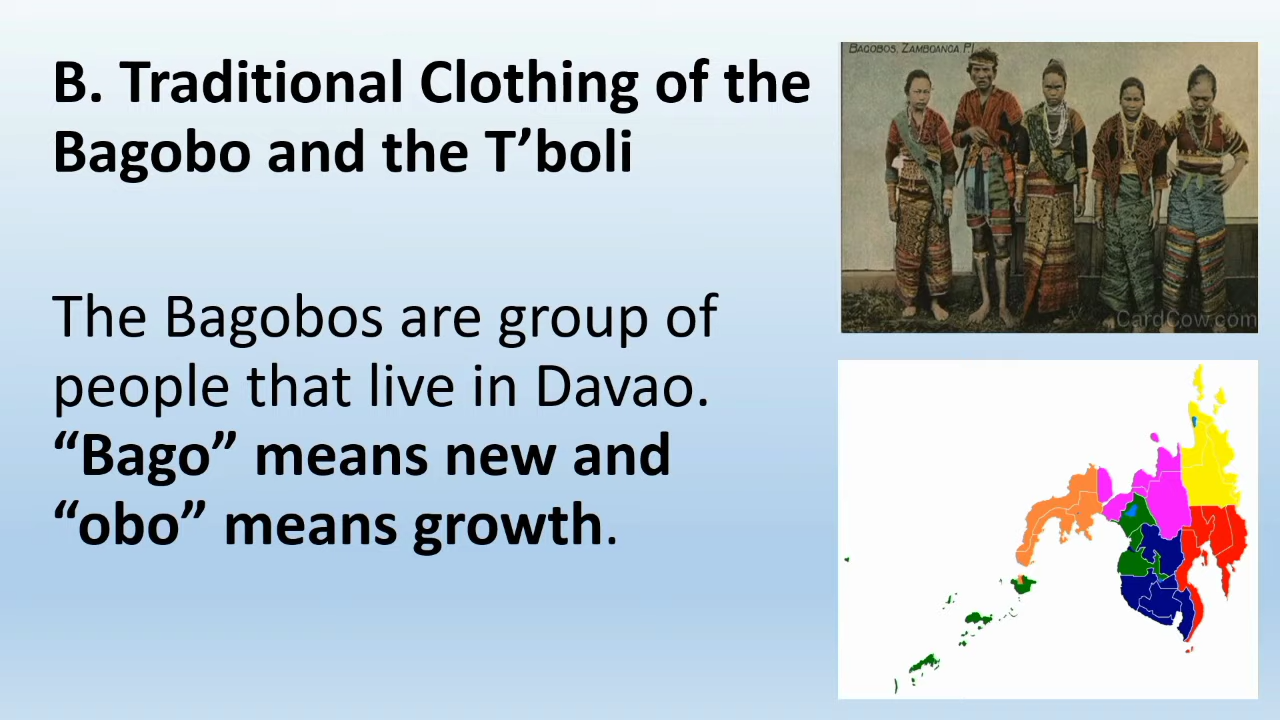 B. Traditional Clothing of the
Bagobo and the T’boli
The Bagobos are group of
people that live in Davao.
“Bago” means new and
“obo” means growth.
BAGOBOS, ZAMBOANGA, P.I.
CardCow.com